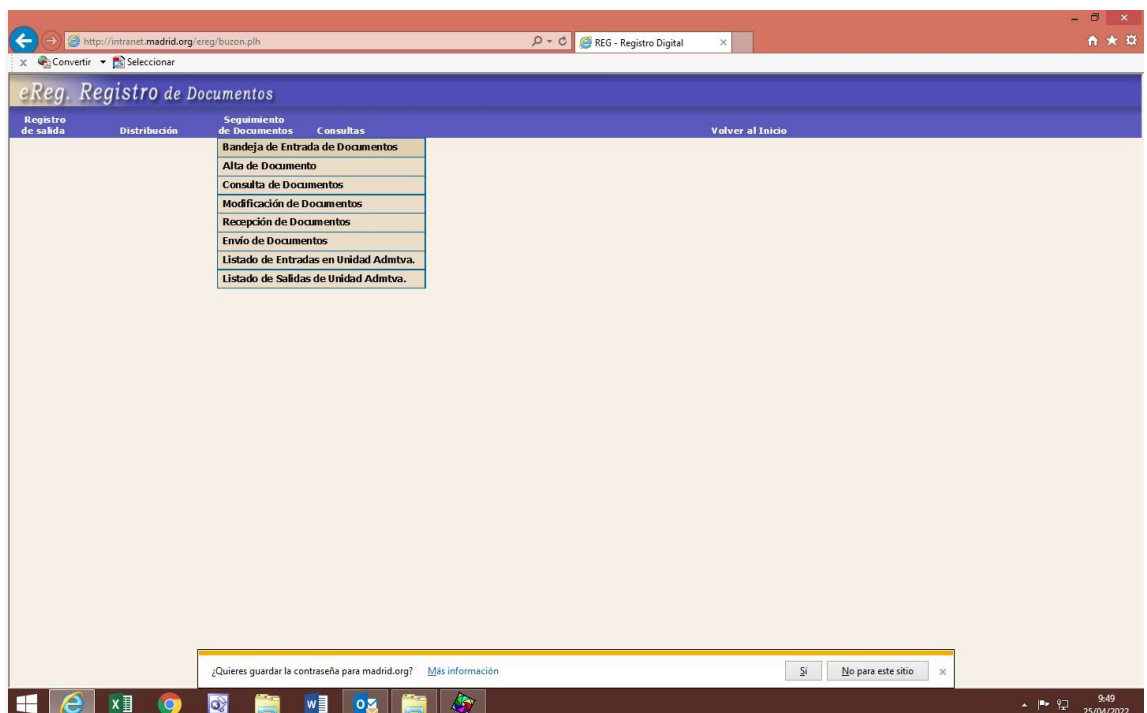 http://intranet.madrid.org/ereg/buzon.plh
REG - Registro Digital
x Convertir Seleccionar
eReg. Registro de Documentos
Registro
de salida
Distribución
Seguimiento
de Documentos
Consultas
Volver al Inicio
Bandeja de Entrada de Documentos
Alta de Documento
Consulta de Documentos
Modificación de Documentos
Recepción de Documentos
Envío de Documentos
Listado de Entradas en Unidad Admtva.
Listado de Salidas de Unidad Admtva.
¿Quieres guardar la contraseña para madrid.org? Más información Sí No para este sitio
9:49
25/04/2022